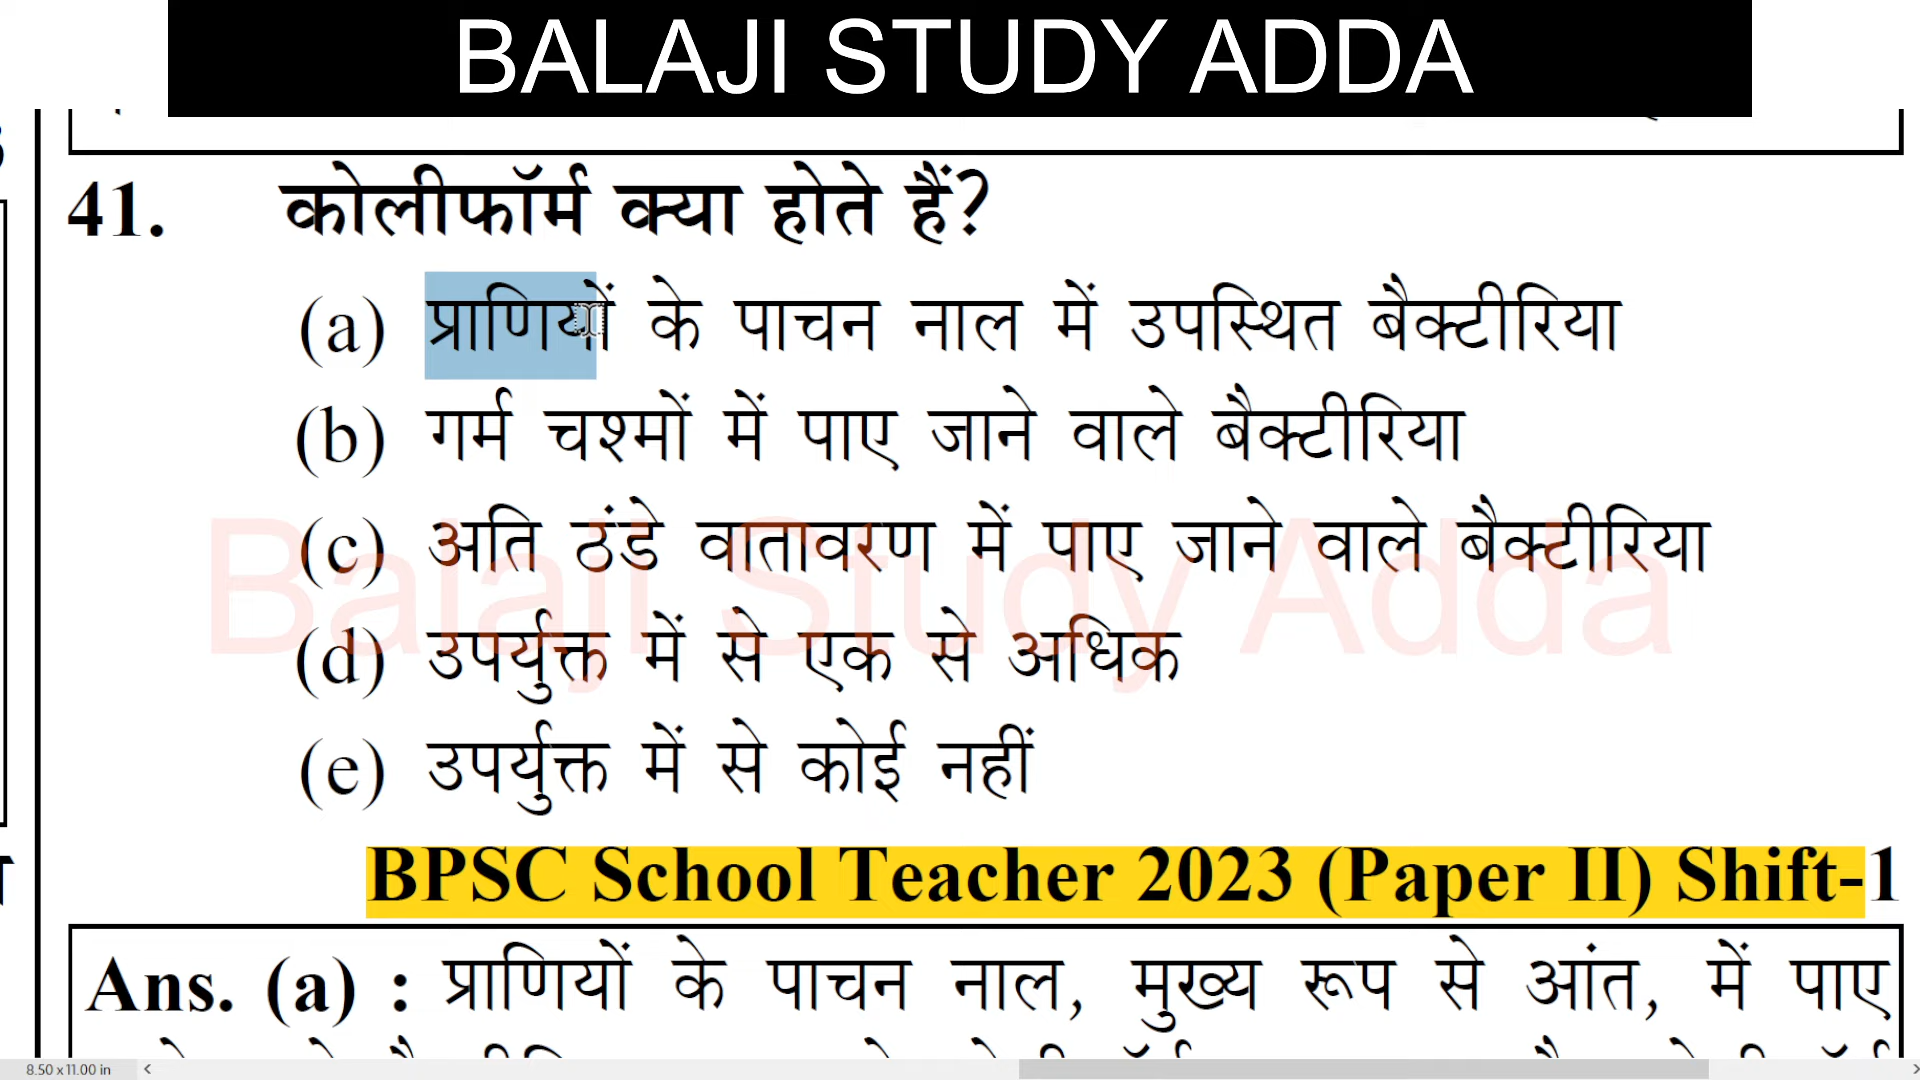 BALAJI STUDY ADDA
41. कोलीफॉर्म क्या होते हैं?
(a) प्राणियों के पाचन नाल में उपस्थित बैक्टीरिया
(b) गर्म चश्मों में पाए जाने वाले बैक्टीरिया
(c) अति ठंडे वातावरण में पाए जाने वाले बैक्टीरिया
Balaji Study Adda
(d) उपर्युक्त में से एक से अधिक
(e) उपर्युक्त में से कोई नहीं
BPSC School Teacher 2023 (Paper II) Shift-1
Ans. (a) : प्राणियों के पाचन नाल, मुख्य रूप से आंत, में पाए
8.50 x 11.00 in